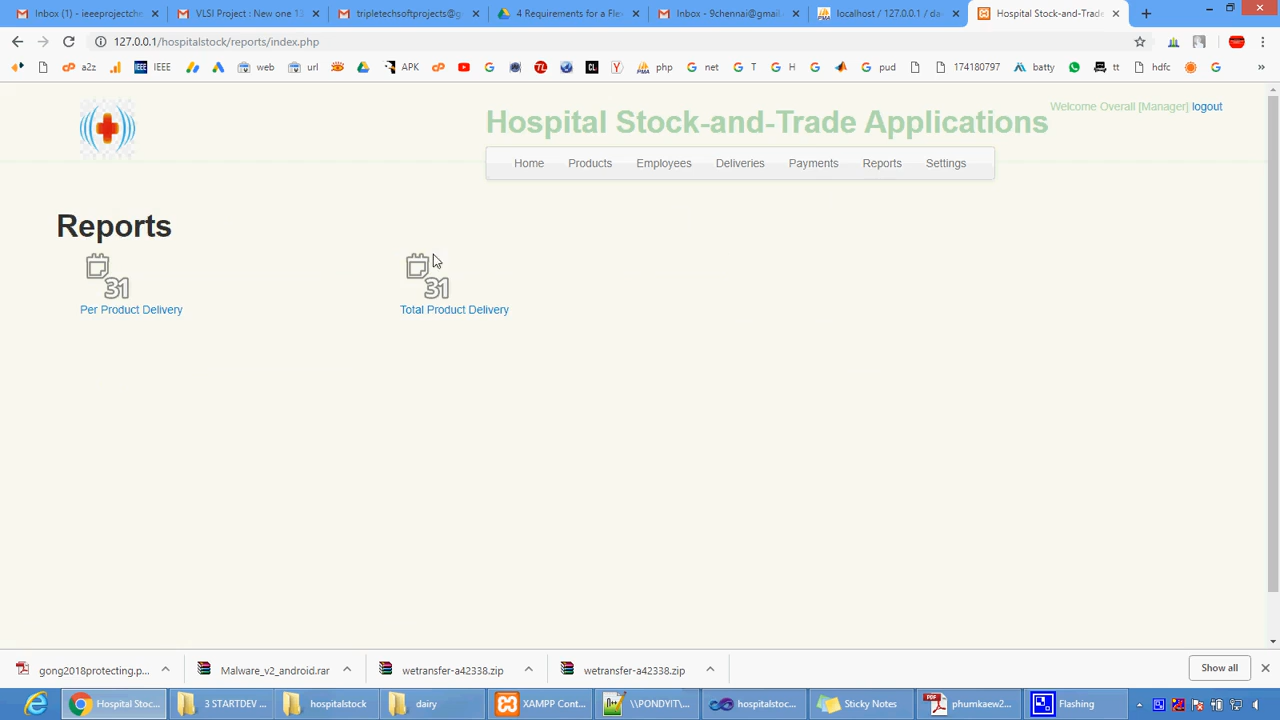 Inbox (1) - ieeeprojectche
VLSI Project : New one 13
tripletechsoftprojects@g
4 Requirements for a Fle
Inbox - 9chennai@gmail
localhost / 127.0.0.1 / da
Hospital Stock-and-Trade
127.0.0.1/hospitalstock/reports/index.php
a2z IEEE web url APK php net T H pud 174180797 batty tt hdfc »
Welcome Overall [Manager] logout
Hospital Stock-and-Trade Applications
Home Products Employees Deliveries Payments Reports Settings
Reports
31 31
Per Product Delivery Total Product Delivery
gong2018protecting.p... Malware_v2_android.rar wetransfer-a42338.zip wetransfer-a42338.zip Show all
Hospital Stoc... 3 STARTDEV ... hospitalstock dairy XAMPP Cont... \\PONDYIT\... hospitalstoc... Sticky Notes phumkaew2... Flashing